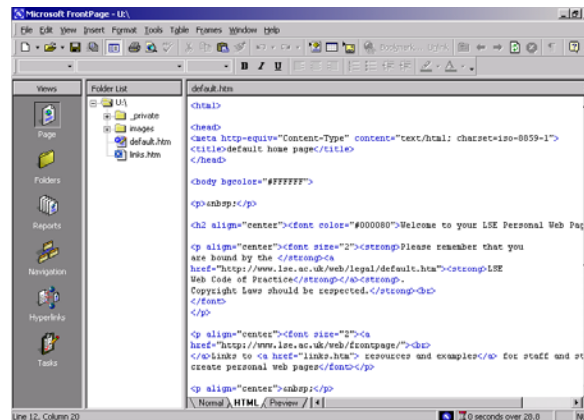 Microsoft FrontPage - U:\
File Edit View Insert Format Tools Table Frames Window Help
Bookmark...
B I U
Views
Folder List
default.htm
Page
Folders
Reports
Navigation
Hyperlinks
Tasks
U:\
_private
images
default.htm
links.htm
<html>
<head>
<meta http-equiv="Content-Type" content="text/html; charset=iso-8859-1">
<title>default home page</title>
</head>
<body bgcolor="#FFFFFF">
<p>&nbsp;</p>
<h2 align="center"><font color="#000080">Welcome to your LSE Personal Web Pag
<p align="center"><font size="2"><strong>Please remember that you
are bound by the </strong><a
href="http://www.lse.ac.uk/web/legal/default.htm"><strong>LSE
Web Code of Practice</strong></a><strong>.
Copyright Laws should be respected.</strong><br>
</font>
</p>
<p align="center"><font size="2"><a
href="http://www.lse.ac.uk/web/frontpage/"><br>
</a>Links to <a href="links.htm"> resources and examples</a> for staff and st
create personal web pages</font></p>
<p align="center">&nbsp;</p>
Normal HTML Preview
Line 12, Column 20
0 seconds over 28.8